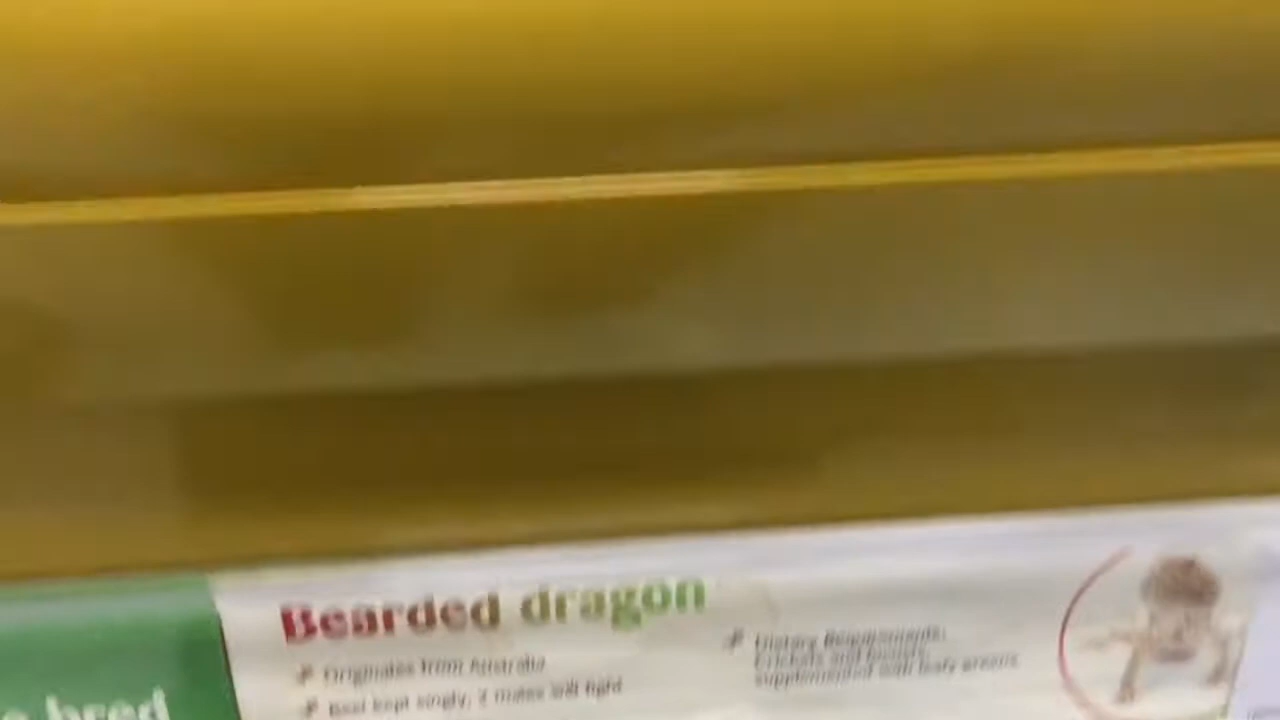 Bearded dragon
Originates from Australia
Best kept singly, 2 males will fight
Dietary Requirements:
Crickets and
supplemented with leafy greens
bred